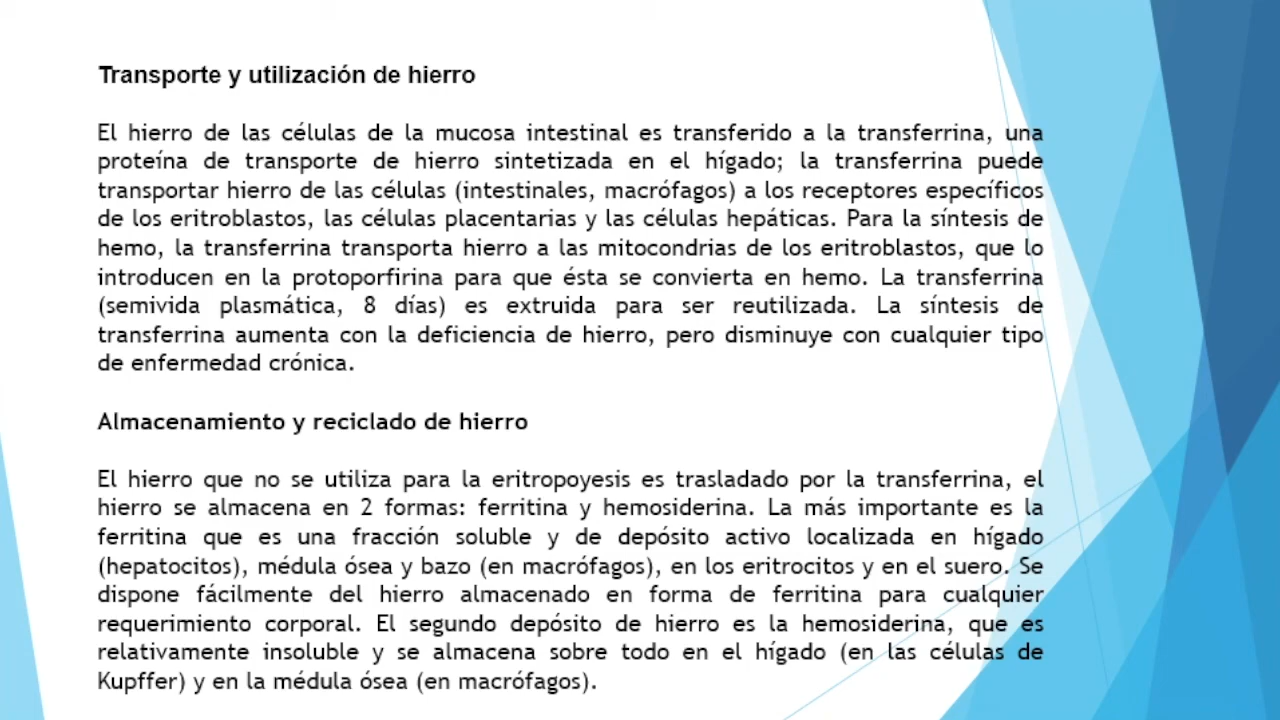 Transporte y utilización de hierro
El hierro de las células de la mucosa intestinal es transferido a la transferrina, una
proteína de transporte de hierro sintetizada en el hígado; la transferrina puede
transportar hierro de las células (intestinales, macrófagos) a los receptores específicos
de los eritroblastos, las células placentarias y las células hepáticas. Para la síntesis de
hemo, la transferrina transporta hierro a las mitocondrias de los eritroblastos, que lo
introducen en la protoporfirina para que ésta se convierta en hemo. La transferrina
(semivida plasmática, 8 días) es extruida para ser reutilizada. La síntesis de
transferrina aumenta con la deficiencia de hierro, pero disminuye con cualquier tipo
de enfermedad crónica.
Almacenamiento y reciclado de hierro
El hierro que no se utiliza para la eritropoyesis es trasladado por la transferrina, el
hierro se almacena en 2 formas: ferritina y hemosiderina. La más importante es la
ferritina que es una fracción soluble y de depósito activo localizada en hígado
(hepatocitos), médula ósea y bazo (en macrófagos), en los eritrocitos y en el suero. Se
dispone fácilmente del hierro almacenado en forma de ferritina para cualquier
requerimiento corporal. El segundo depósito de hierro es la hemosiderina, que es
relativamente insoluble y se almacena sobre todo en el hígado (en las células de
Kupffer) y en la médula ósea (en macrófagos).